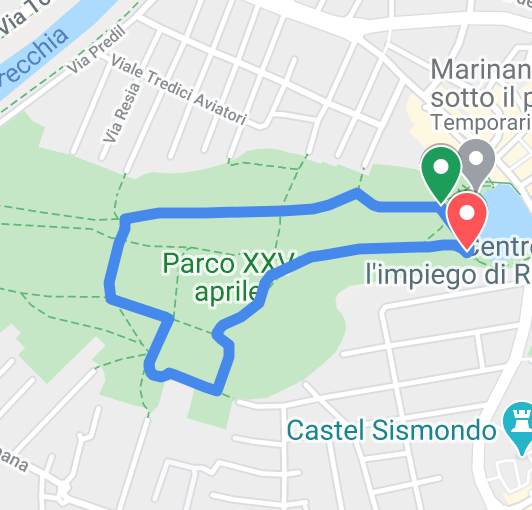 Via To
recchia
Via Predil
Viale Tredici Aviatori
Via Resia
Marinan
sotto il p
Temporari
Parco XXV
aprile
Centro
l'impiego di R
Castel Sismondo
pana